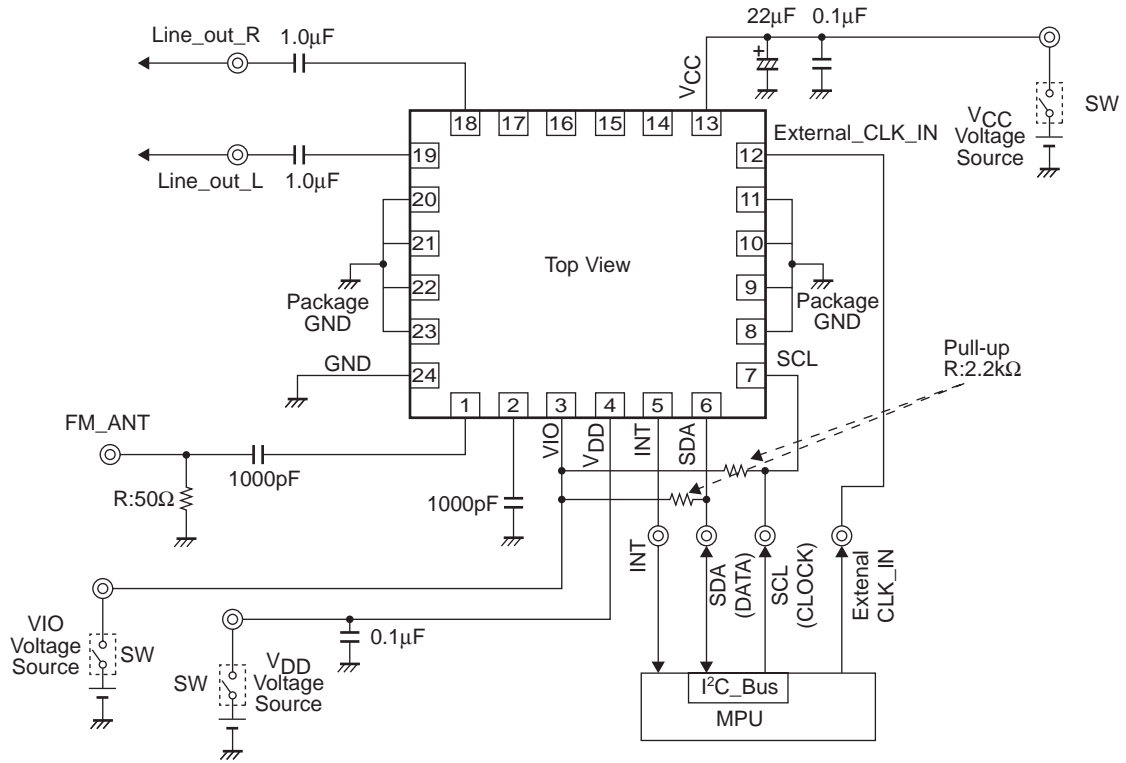 22μF
0.1μF
Line_out_R
1.0μF
+
VCC
SW
VCC
Voltage
Source
18
17
16
15
14
13
External_CLK_IN
19
12
Line_out_L
1.0μF
20
11
21
10
Top View
Package
GND
22
9
Package
GND
23
8
GND
24
SCL
7
Pull-up
R:2.2kΩ
1
2
3
4
5
6
FM_ANT
VIO
VDD
INT
SDA
1000pF
R:50Ω
1000pF
INT
SDA
(DATA)
SCL
(CLOCK)
Extenal
CLK_IN
VIO
Voltage
Source
SW
0.1μF
SW
VDD
Voltage
Source
I²C_Bus
MPU